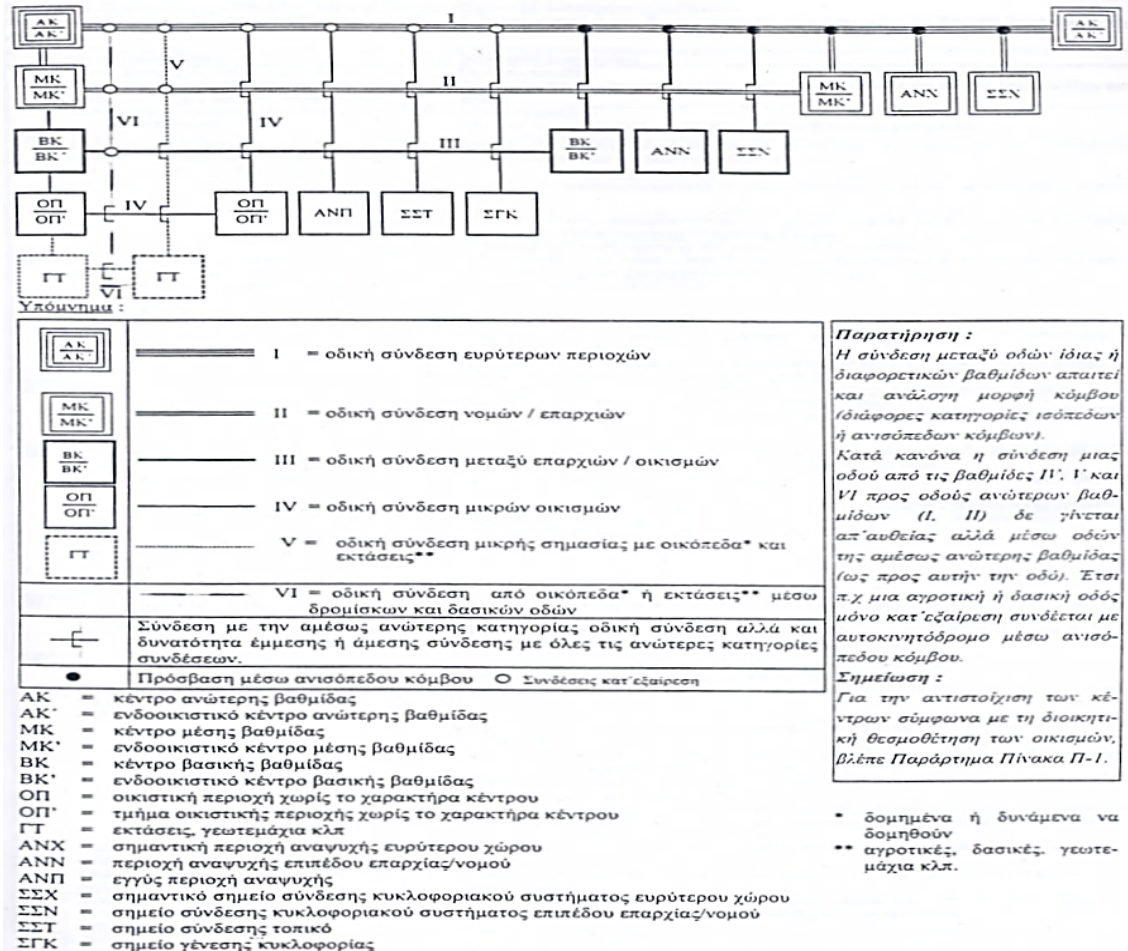 ΑΚ
ΑΚ'
I
ΑΚ
ΑΚ'
V
ΜΚ
ΜΚ'
II
ΜΚ
ΜΚ'
ΑΝΧ
ΣΣΧ
VI
IV
ΒΚ
ΒΚ'
III
ΒΚ
ΒΚ'
ΑΝΝ
ΣΣΝ
ΟΠ
ΟΠ'
IV
ΟΠ
ΟΠ'
ΑΝΠ
ΣΣΤ
ΣΓΚ
ΓΤ
VI
ΓΤ
Υπόμνημα :
ΑΚ
ΑΚ'
I = οδική σύνδεση ευρύτερων περιοχών
ΜΚ
ΜΚ'
II = οδική σύνδεση νομών / επαρχιών
ΒΚ
ΒΚ'
III = οδική σύνδεση μεταξύ επαρχιών / οικισμών
ΟΠ
ΟΠ'
IV = οδική σύνδεση μικρών οικισμών
ΓΤ
V = οδική σύνδεση μικρής σημασίας με οικόπεδα* και
εκτάσεις**
VI = οδική σύνδεση από οικόπεδα* ή εκτάσεις** μέσω
δρομίσκων και δασικών οδών
Σύνδεση με την αμέσως ανώτερης κατηγορίας οδική σύνδεση αλλά και
δυνατότητα έμμεσης ή άμεσης σύνδεσης με όλες τις ανώτερες κατηγορίες
συνδέσεων.
Πρόσβαση μέσω ανισόπεδου κόμβου Συνδέσεις κατ'εξαίρεση
ΑΚ = κέντρο ανώτερης βαθμίδας
ΑΚ' = ενδοοικιστικό κέντρο ανώτερης βαθμίδας
ΜΚ = κέντρο μέσης βαθμίδας
ΜΚ' = ενδοοικιστικό κέντρο μέσης βαθμίδας
ΒΚ = κέντρο βασικής βαθμίδας
ΒΚ' = ενδοοικιστικό κέντρο βασικής βαθμίδας
ΟΠ = οικιστική περιοχή χωρίς το χαρακτήρα κέντρου
ΟΠ' = τμήμα οικιστικής περιοχής χωρίς το χαρακτήρα κέντρου
ΓΤ = εκτάσεις, γεωτεμάχια κλπ
ΑΝΧ = σημαντική περιοχή αναψυχής ευρύτερου χώρου
ΑΝΝ = περιοχή αναψυχής επιπέδου επαρχίας/νομού
ΑΝΠ = εγγύς περιοχή αναψυχής
ΣΣΧ = σημαντικό σημείο σύνδεσης κυκλοφοριακού συστήματος ευρύτερου χώρου
ΣΣΝ = σημείο σύνδεσης κυκλοφοριακού συστήματος επιπέδου επαρχίας/νομού
ΣΣΤ = σημείο σύνδεσης τοπικό
ΣΓΚ = σημείο γένεσης κυκλοφορίας
Παρατήρηση :
Η σύνδεση μεταξύ οδών ίδιας ή
διαφορετικών βαθμίδων απαιτεί
και ανάλογη μορφή κόμβου
(διάφορες κατηγορίες ισόπεδων
ή ανισόπεδων κόμβων).
Κατά κανόνα η σύνδεση μιας
οδού από τις βαθμίδες IV, V και
VI προς οδούς ανώτερων βαθ-
μίδων (I, II) δε γίνεται
απ'αυθείας αλλά μέσω οδών
της αμέσως ανώτερης βαθμίδας
(ως προς αυτήν την οδό). Έτσι
π.χ μια αγροτική ή δασική οδός
μόνο κατ'εξαίρεση συνδέεται με
αυτοκινητόδρομο μέσω ανισό-
πεδου κόμβου.
Σημείωση :
Για την αντιστοίχιση των κέ-
ντρων σύμφωνα με τη διοικητι-
κή θεσμοθέτηση των οικισμών,
βλέπε Παράρτημα Πίνακα Π-1.
* δομημένα ή δυνάμενα να
δομηθούν
** αγροτικές, δασικές, γεωτε-
μάχια κλπ.